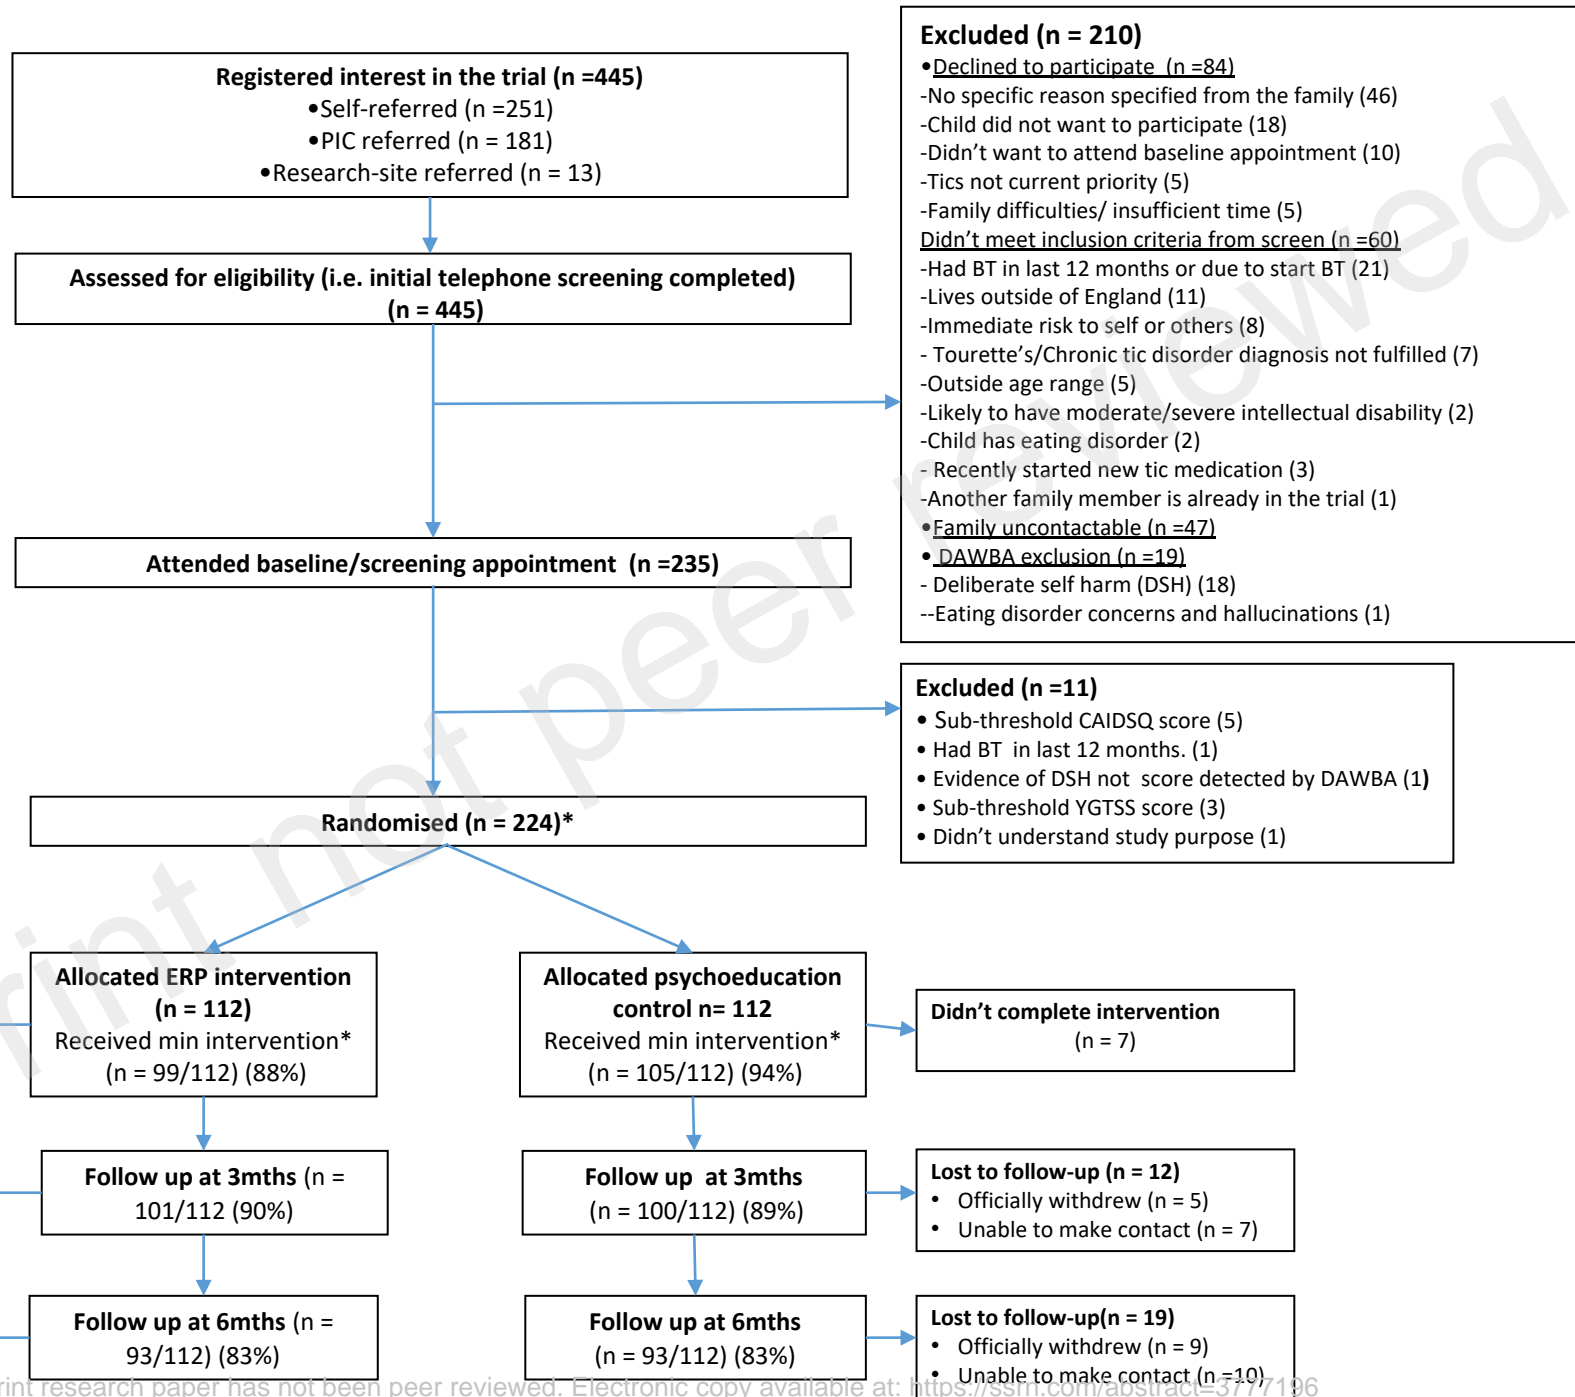 Registered interest in the trial (n =445)
•Self-referred (n =251)
•PIC referred (n = 181)
•Research-site referred (n = 13)
Assessed for eligibility (i.e. initial telephone screening completed)
(n = 445)
Excluded (n = 210)
•Declined to participate (n =84)
-No specific reason specified from the family (46)
-Child did not want to participate (18)
-Didn't want to attend baseline appointment (10)
-Tics not current priority (5)
-Family difficulties/ insufficient time (5)
Didn't meet inclusion criteria from screen (n =60)
-Had BT in last 12 months or due to start BT (21)
-Lives outside of England (11)
-Immediate risk to self or others (8)
- Tourette's/Chronic tic disorder diagnosis not fulfilled (7)
-Outside age range (5)
-Likely to have moderate/severe intellectual disability (2)
-Child has eating disorder (2)
- Recently started new tic medication (3)
-Another family member is already in the trial (1)
•Family uncontactable (n =47)
• DAWBA exclusion (n =19)
- Deliberate self harm (DSH) (18)
--Eating disorder concerns and hallucinations (1)
Attended baseline/screening appointment (n =235)
Excluded (n =11)
• Sub-threshold CAIDSQ score (5)
• Had BT in last 12 months. (1)
• Evidence of DSH not score detected by DAWBA (1)
• Sub-threshold YGTSS score (3)
• Didn't understand study purpose (1)
Randomised (n = 224)*
Allocated ERP intervention
(n = 112)
Received min intervention*
(n = 99/112) (88%)
Allocated psychoeducation
control n= 112
Received min intervention*
(n = 105/112) (94%)
Didn't complete intervention
(n = 7)
Follow up at 3mths (n =
101/112 (90%)
Follow up at 3mths
(n = 100/112) (89%)
Lost to follow-up (n = 12)
• Officially withdrew (n = 5)
• Unable to make contact (n = 7)
Follow up at 6mths (n =
93/112) (83%)
Follow up at 6mths
(n = 93/112) (83%)
Lost to follow-up(n = 19)
• Officially withdrew (n = 9)
• Unable to make contact (n =10)
rint not peer reviewed
rint research paper has not been peer reviewed. Electronic copy available at: https://ssrn.com/abstract=3777196